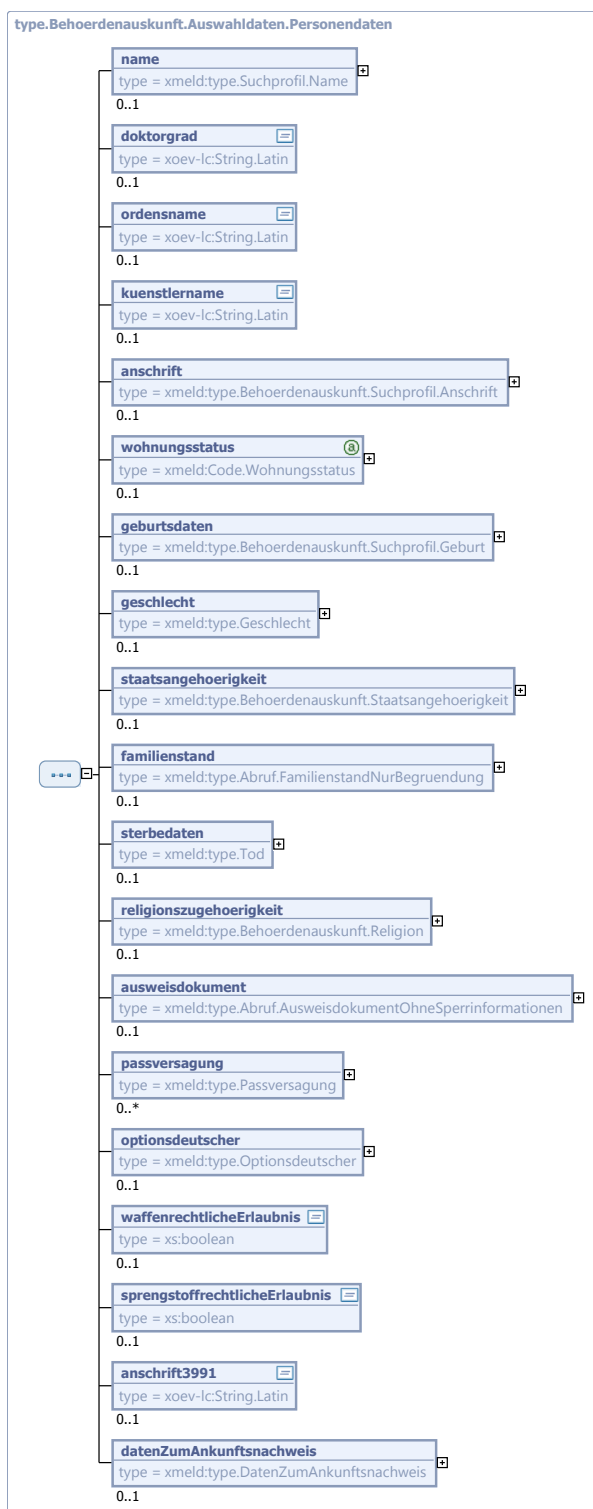 type.Behoerdenauskunft.Auswahldaten.Personendaten
name
type = xmeld:type.Suchprofil.Name
0..1
doktorgrad
type = xoev-lc:String.Latin
0..1
ordensname
type = xoev-lc:String.Latin
0..1
kuenstlername
type = xoev-lc:String.Latin
0..1
anschrift
type = xmeld:type.Behoerdenauskunft.Suchprofil.Anschrift
0..1
wohnungsstatus
a
type = xmeld:Code.Wohnungsstatus
0..1
geburtsdaten
type = xmeld:type.Behoerdenauskunft.Suchprofil.Geburt
0..1
geschlecht
type = xmeld:type.Geschlecht
0..1
staatsangehoerigkeit
type = xmeld:type.Behoerdenauskunft.Staatsangehoerigkeit
0..1
familienstand
type = xmeld:type.Abruf.FamilienstandNurBegruendung
0..1
sterbedaten
type = xmeld:type.Tod
0..1
religionszugehoerigkeit
type = xmeld:type.Behoerdenauskunft.Religion
0..1
ausweisdokument
type = xmeld:type.Abruf.AusweisdokumentOhneSperrinformationen
0..1
passversagung
type = xmeld:type.Passversagung
0..*
optionsdeutscher
type = xmeld:type.Optionsdeutscher
0..1
waffenrechtlicheErlaubnis
type = xs:boolean
0..1
sprengstoffrechtlicheErlaubnis
type = xs:boolean
0..1
anschrift3991
type = xoev-lc:String.Latin
0..1
datenZumAnkunftsnachweis
type = xmeld:type.DatenZumAnkunftsnachweis
0..1